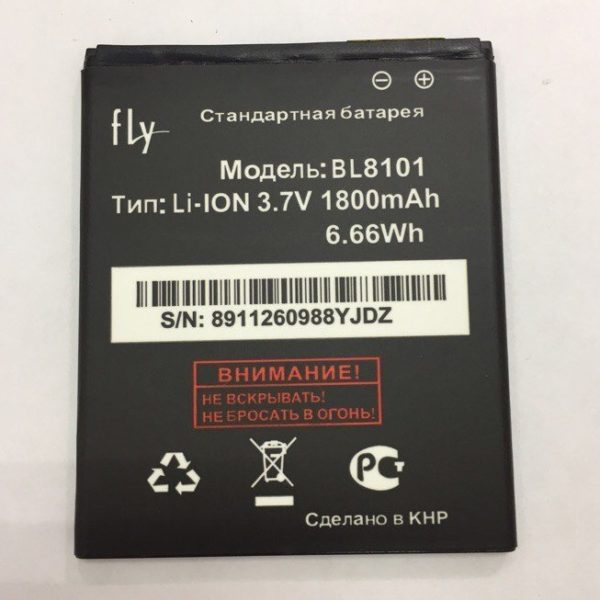 fly
Стандартная батарея
Модель: BL8101
Тип: Li-ION 3.7V 1800mAh
6.66Wh
S/N: 8911260988YJDZ
ВНИМАНИЕ!
НЕ ВСКРЫВАТЬ!
НЕ БРОСАТЬ В ОГОНЬ!
РСТ
Сделано в КНР